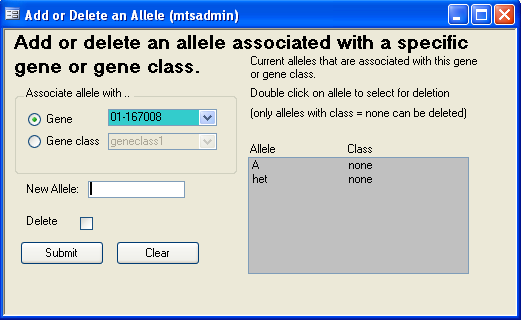 Add or Delete an Allele (mtsadmin)
Add or delete an allele associated with a specific
gene or gene class.
Current alleles that are associated with this gene
or gene class.
Double click on allele to select for deletion
(only alleles with class = none can be deleted)
Associate allele with ..
Gene
01-167008
Gene class
geneclass1
New Allele:
Delete
Submit
Clear
Allele Class
A none
het none